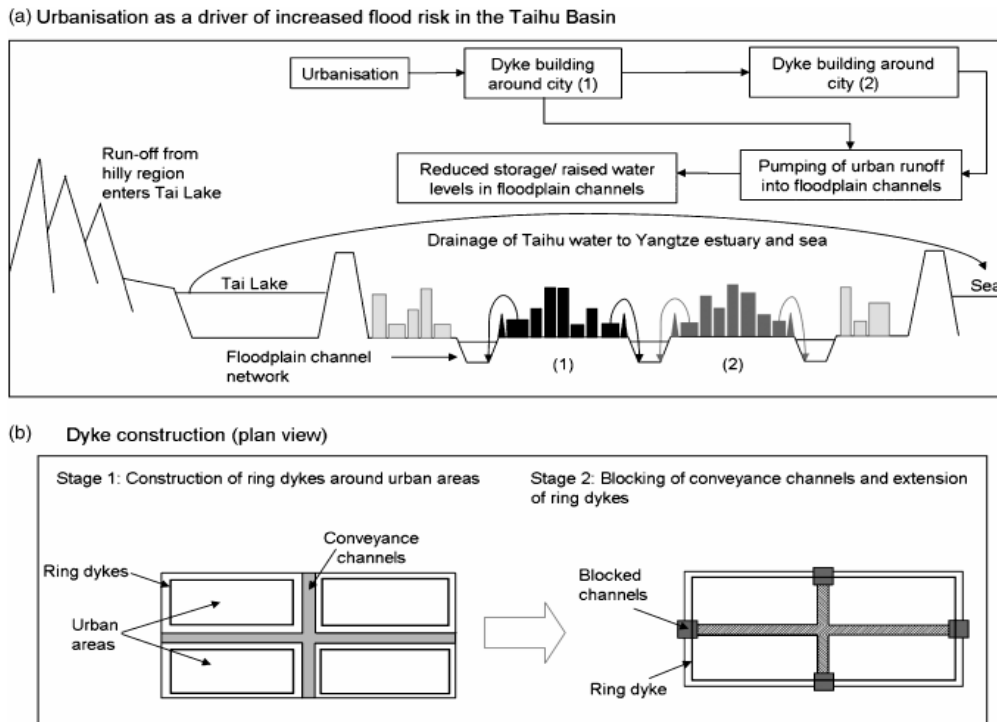 (a) Urbanisation as a driver of increased flood risk in the Taihu Basin
Urbanisation
Dyke building
around city (1)
Dyke building around
city (2)
Run-off from
hilly region
enters Tai Lake
Reduced storage/ raised water
levels in floodplain channels
Pumping of urban runoff
into floodplain channels
Drainage of Taihu water to Yangtze estuary and sea
Tai Lake
Sea
Floodplain channel
network
(1)
(2)
(b) Dyke construction (plan view)
Stage 1: Construction of ring dykes around urban areas
Stage 2: Blocking of conveyance channels and extension
of ring dykes
Conveyance
channels
Ring dykes
Urban
areas
Blocked
channels
Ring dyke